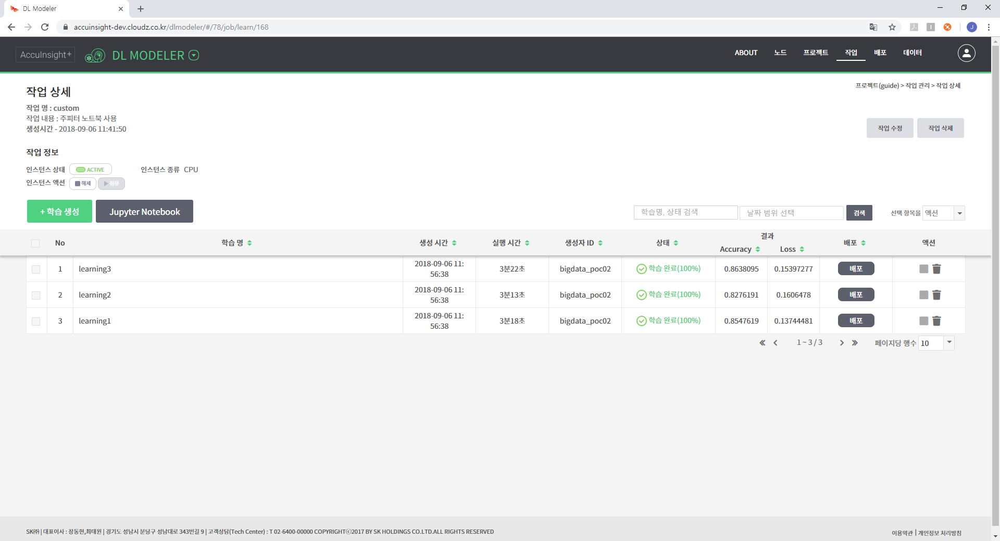 DL Modeler
accuinsight-dev.cloudz.co.kr/dlmodeler/#/78/job/learn/168
J
AccuInsight+
DL MODELER
ABOUT
노드
프로젝트
작업
배포
데이터
작업 상세
프로젝트(guide) > 작업 관리 > 작업 상세
작업 명 : custom
작업 내용 : 주피터 노트북 사용
생성시간 - 2018-09-06 11:41:50
작업 수정
작업 삭제
작업 정보
인스턴스 상태 ACTIVE 인스턴스 종류 CPU
인스턴스 액션 해제 점유
+ 학습 생성
Jupyter Notebook
학습명, 상태 검색
날짜 범위 선택
검색
선택 항목을 액션
No 학습 명 생성 시간 실행 시간 생성자 ID 상태 결과 배포 액션
Accuracy Loss
1 learning3 2018-09-06 11:
56:38 3분22초 bigdata_poc02 학습 완료(100%) 0.8638095 0.15397277 배포
2 learning2 2018-09-06 11:
56:38 3분13초 bigdata_poc02 학습 완료(100%) 0.8276191 0.1606478 배포
3 learning1 2018-09-06 11:
56:38 3분18초 bigdata_poc02 학습 완료(100%) 0.8547619 0.13744481 배포
1 ~ 3 / 3 페이지당 행수 10
SK㈜ | 대표이사 : 장동현,최태원 | 경기도 성남시 분당구 성남대로 343번길 9 | 고객상담(Tech Center) : T 02-6400-00000 COPYRIGHTⓒ2017 BY SK HOLDINGS CO.LTD.ALL RIGHTS RESERVED
이용약관 | 개인정보 처리방침